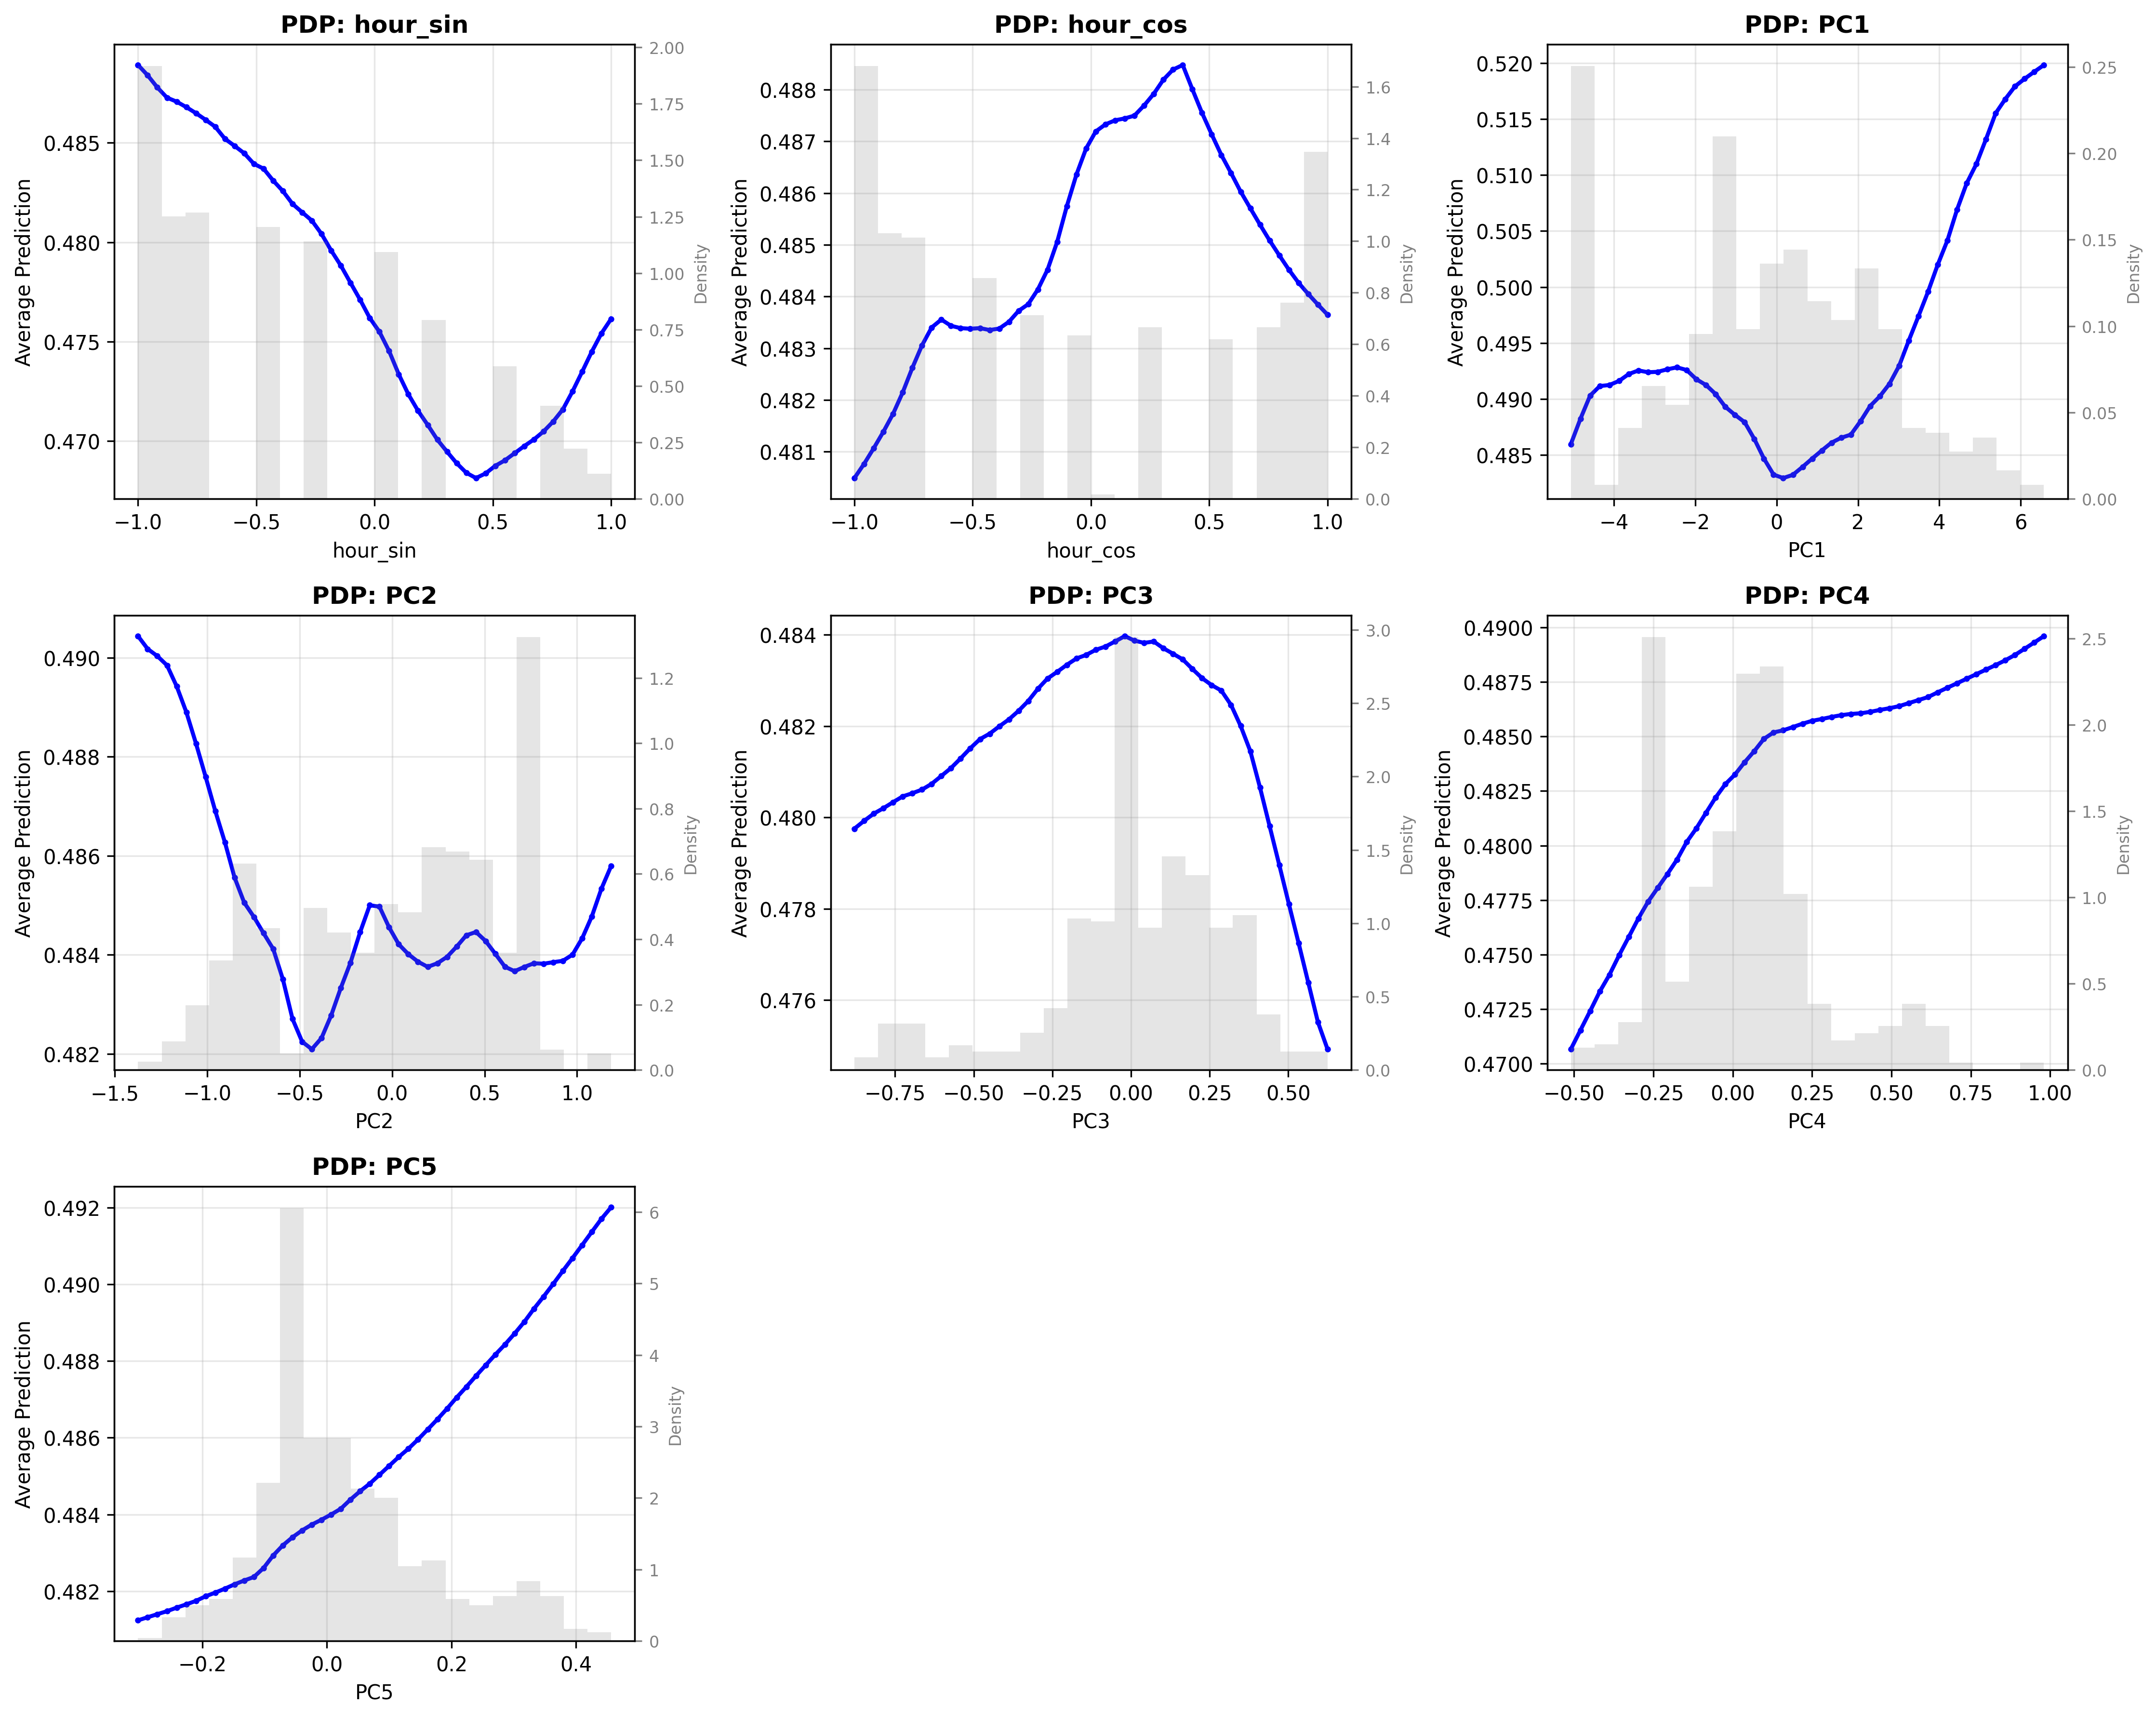 PDP: hour_sin
Average Prediction
0.485
0.480
0.475
0.470
2.00
1.75
1.50
1.25
1.00
0.75
0.50
0.25
0.00
Density
−1.0 −0.5 0.0 0.5 1.0
hour_sin
PDP: hour_cos
Average Prediction
0.488
0.487
0.486
0.485
0.484
0.483
0.482
0.481
1.6
1.4
1.2
1.0
0.8
0.6
0.4
0.2
0.0
Density
−1.0 −0.5 0.0 0.5 1.0
hour_cos
PDP: PC1
Average Prediction
0.520
0.515
0.510
0.505
0.500
0.495
0.490
0.485
0.25
0.20
0.15
0.10
0.05
0.00
Density
−4 −2 0 2 4 6
PC1
PDP: PC2
Average Prediction
0.490
0.488
0.486
0.484
0.482
1.2
1.0
0.8
0.6
0.4
0.2
0.0
Density
−1.5 −1.0 −0.5 0.0 0.5 1.0
PC2
PDP: PC3
Average Prediction
0.484
0.482
0.480
0.478
0.476
3.0
2.5
2.0
1.5
1.0
0.5
0.0
Density
−0.75 −0.50 −0.25 0.00 0.25 0.50
PC3
PDP: PC4
Average Prediction
0.4900
0.4875
0.4850
0.4825
0.4800
0.4775
0.4750
0.4725
0.4700
2.5
2.0
1.5
1.0
0.5
0.0
Density
−0.50 −0.25 0.00 0.25 0.50 0.75 1.00
PC4
PDP: PC5
Average Prediction
0.492
0.490
0.488
0.486
0.484
0.482
6
5
4
3
2
1
0
Density
−0.2 0.0 0.2 0.4
PC5